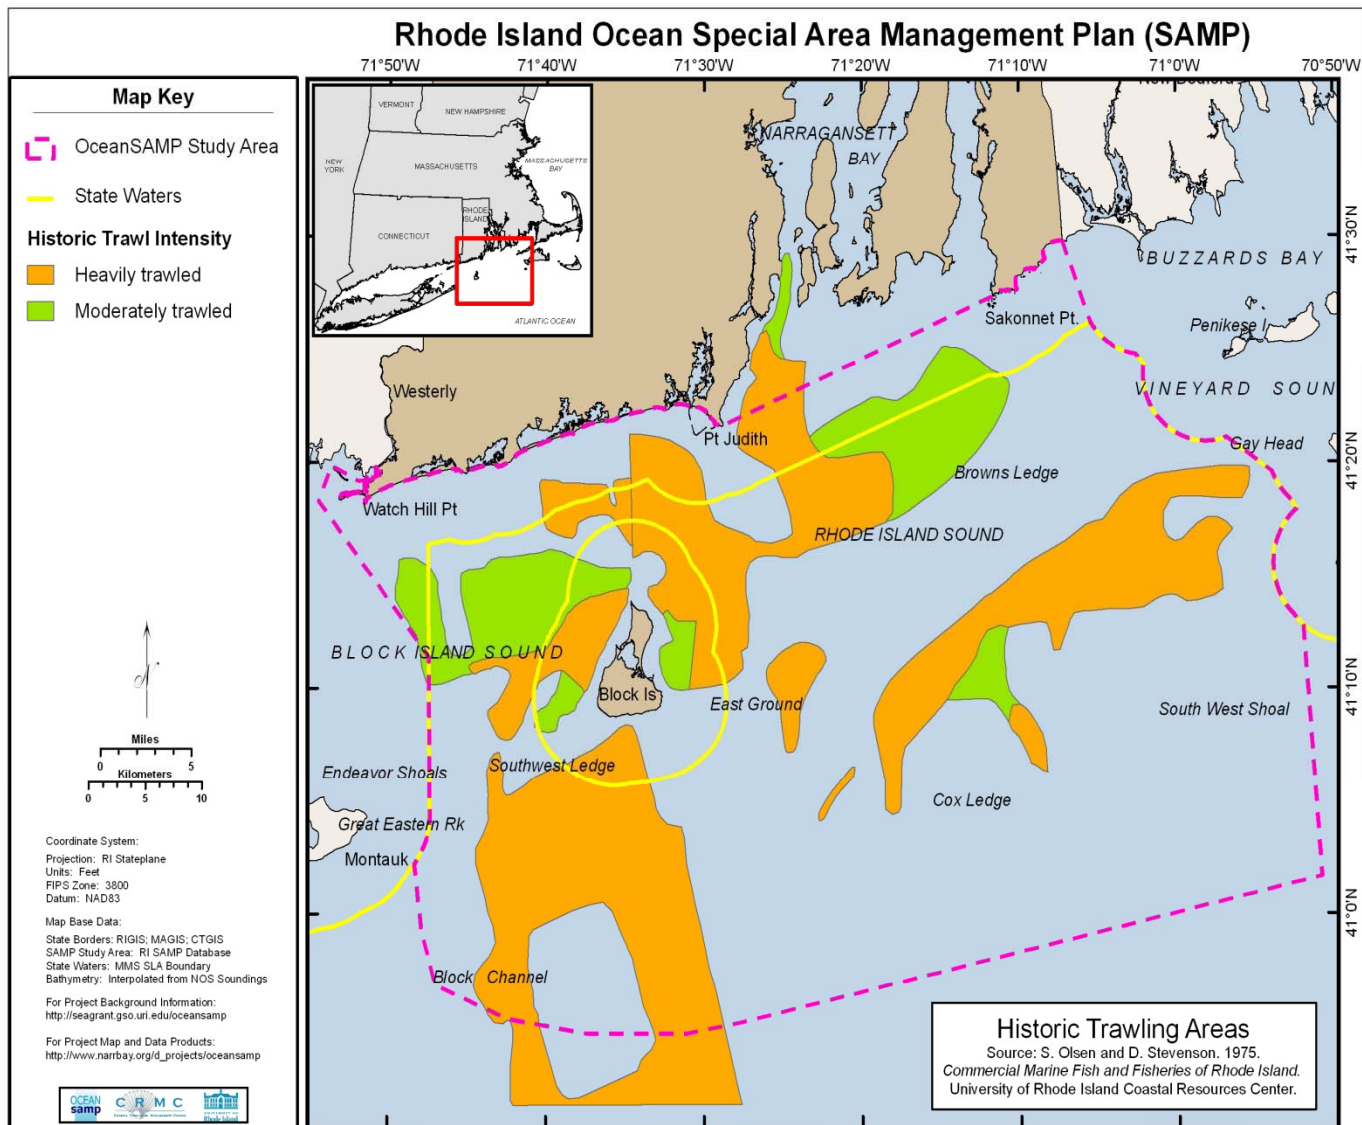 Rhode Island Ocean Special Area Management Plan (SAMP)
71°50'W 71°40'W 71°30'W 71°20'W 71°10'W 71°0'W 70°50'W
Map Key
OceanSAMP Study Area
State Waters
Historic Trawl Intensity
Heavily trawled
Moderately trawled
VERMONT
NEW HAMPSHIRE
NEW
YORK
MASSACHUSETTS
MASSACHUSETTS
BAY
RHODE
ISLAND
CONNECTICUT
ATLANTIC OCEAN
NARRAGANSETT
BAY
41°30'N
BUZZARDS BAY
Sakonnet Pt
Penikese I
Westerly
VINEYARD SOUN
Pt Judith
Gay Head
41°20'N
Browns Ledge
Watch Hill Pt
RHODE ISLAND SOUND
BLOCK ISLAND SOUND
Block Is
41°10'N
East Ground
South West Shoal
Southwest Ledge
Endeavor Shoals
Cox Ledge
Great Eastern Rk
Montauk
41°0'N
Block Channel
N
Miles
0 5
Kilometers
0 5 10
Coordinate System:
Projection: RI Stateplane
Units: Feet
FIPS Zone: 3800
Datum: NAD83
Map Base Data:
State Borders: RIGIS; MAGIS; CTGIS
SAMP Study Area: RI SAMP Database
State Waters: MMS SLA Boundary
Bathymetry: Interpolated from NOS Soundings
For Project Background Information:
http://seagrant.gso.uri.edu/oceansamp
For Project Map and Data Products:
http://www.narrbay.org/d_projects/oceansamp
OCEAN
samp
CRMC
Rhode Island
Historic Trawling Areas
Source: S. Olsen and D. Stevenson. 1975.
Commercial Marine Fish and Fisheries of Rhode Island.
University of Rhode Island Coastal Resources Center.